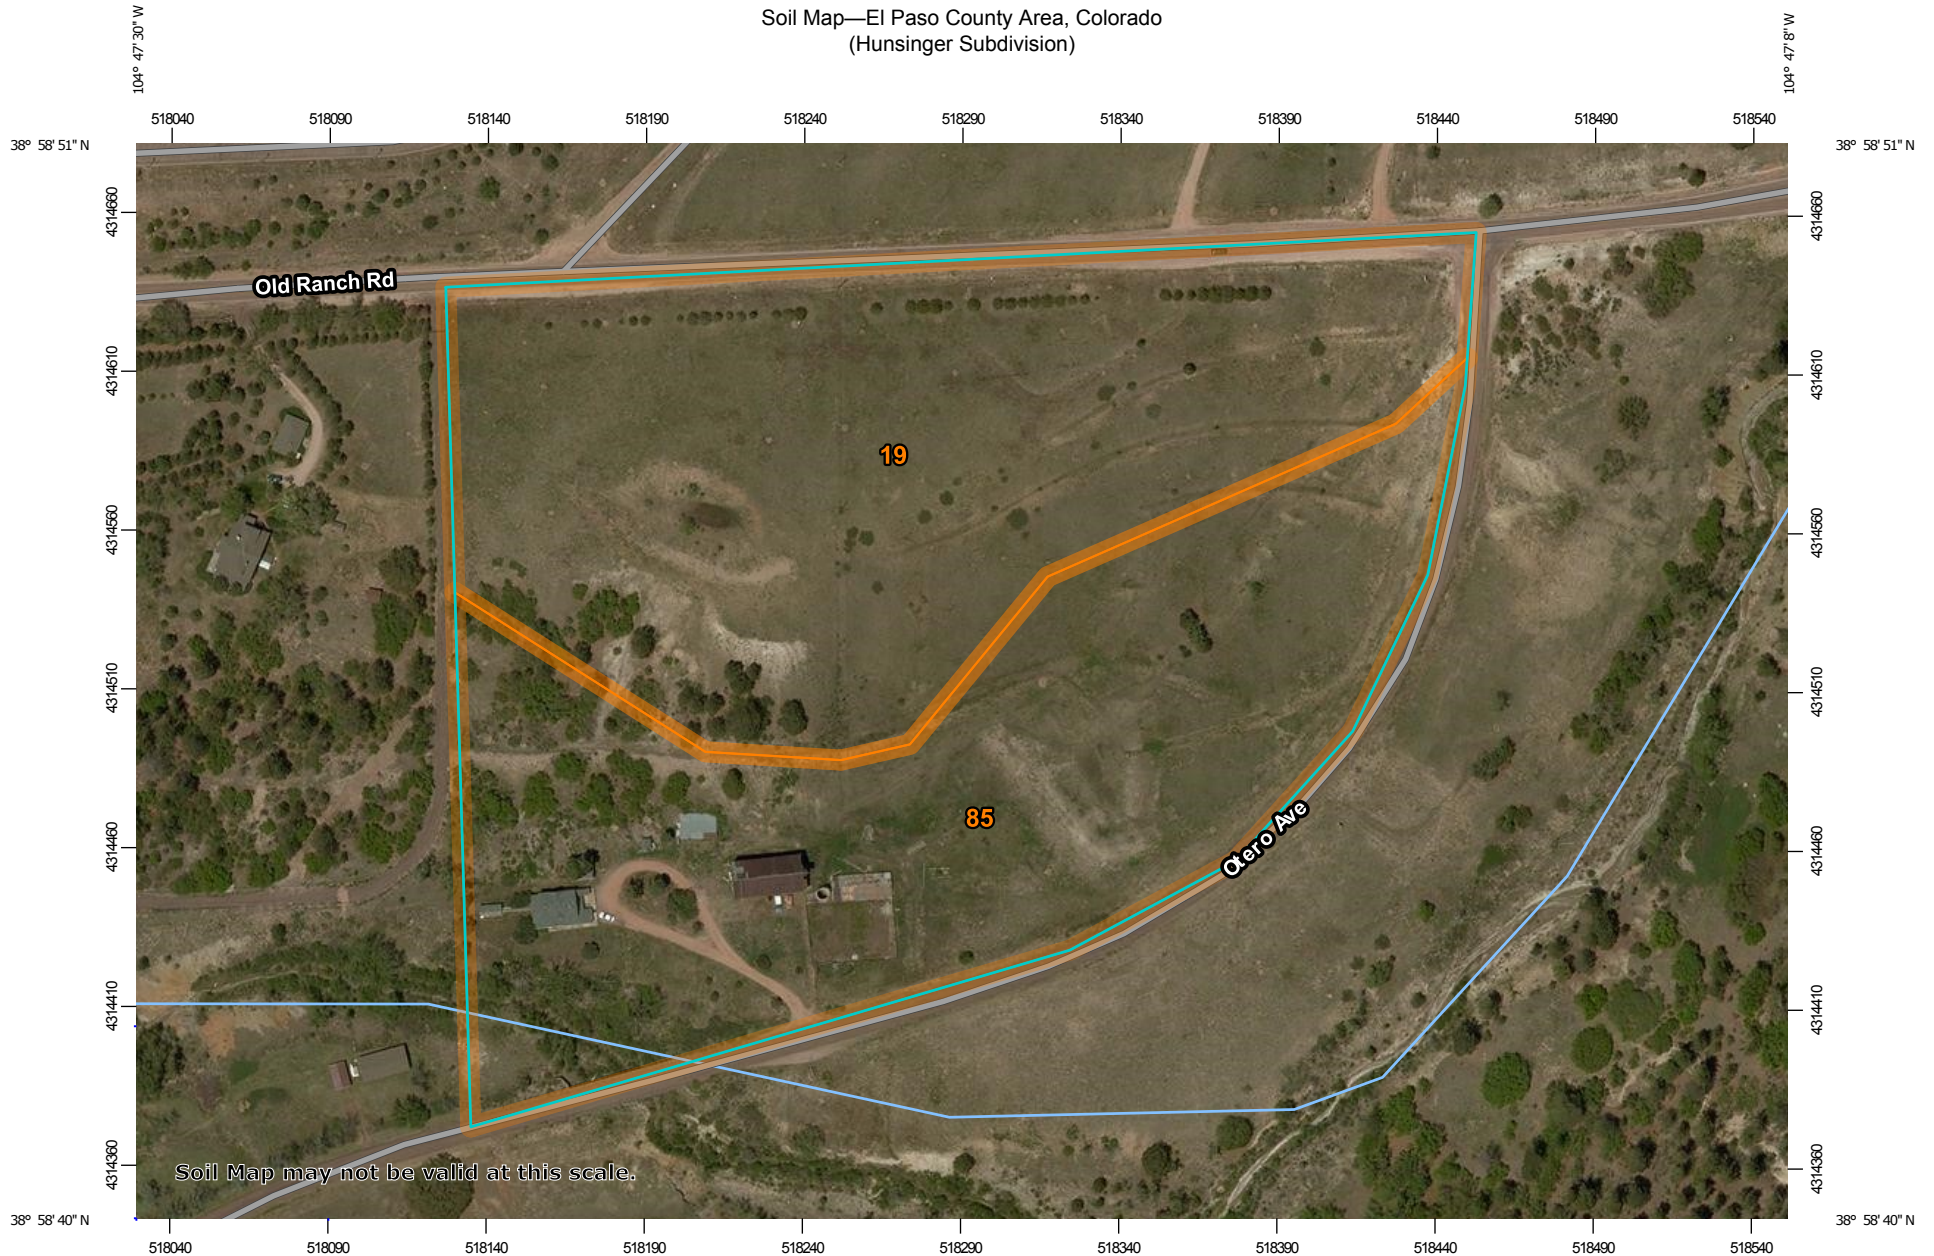 Soil Map—El Paso County Area, Colorado
(Hunsinger Subdivision)
104° 47' 30'' W
104° 47' 8'' W
518040 518090 518140 518190 518240 518290 518340 518390 518440 518490 518540
38° 58' 51'' N
38° 58' 51'' N
4314660
4314660
Old Ranch Rd
4314610
4314610
19
4314560
4314560
4314510
4314510
85
4314460
4314460
Otero Ave
4314410
4314410
4314360
4314360
Soil Map may not be valid at this scale.
38° 58' 40'' N
38° 58' 40'' N
518040 518090 518140 518190 518240 518290 518340 518390 518440 518490 518540